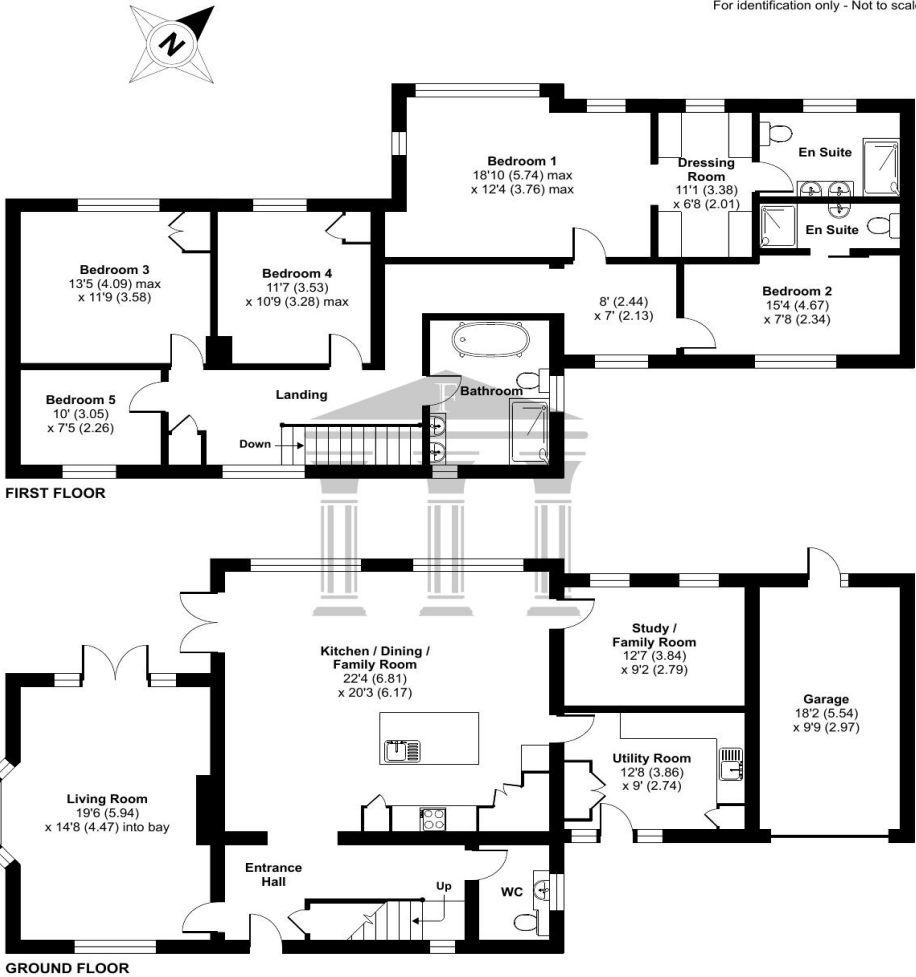 For identification only - Not to scale
N
Bedroom 1
18'10 (5.74) max
x 12'4 (3.76) max
Dressing
Room
11'1 (3.38)
x 6'8 (2.01)
En Suite
En Suite
Bedroom 3
13'5 (4.09) max
x 11'9 (3.58)
Bedroom 4
11'7 (3.53)
x 10'9 (3.28) max
8' (2.44)
x 7' (2.13)
Bedroom 2
15'4 (4.67)
x 7'8 (2.34)
Bedroom 5
10' (3.05)
x 7'5 (2.26)
Landing
Bathroom
F
Down
FIRST FLOOR
Kitchen / Dining /
Family Room
22'4 (6.81)
x 20'3 (6.17)
Study /
Family Room
12'7 (3.84)
x 9'2 (2.79)
Garage
18'2 (5.54)
x 9'9 (2.97)
Utility Room
12'8 (3.86)
x 9' (2.74)
Living Room
19'6 (5.94)
x 14'8 (4.47) into bay
Entrance
Hall
Up
WC
GROUND FLOOR